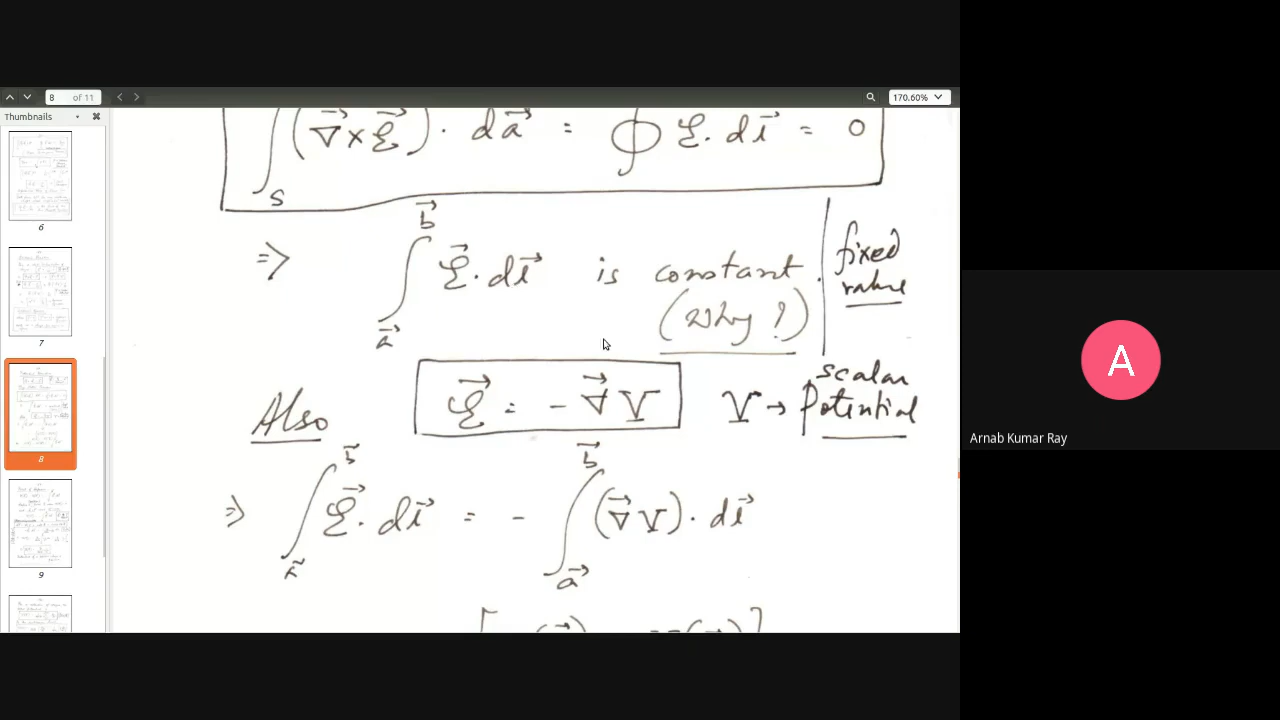 8 of 11
170.60%
Thumbnails
6
7
8
9
∫_S (∇⃗ × ℰ⃗) · da⃗ = ∮ ℰ⃗ · dl⃗ = 0
⇒ ∫_a⃗^b⃗ ℰ⃗ · dl⃗ is constant. fixed value
(Why?)
Also ℰ⃗ = - ∇⃗ V V → scalar Potential
⇒ ∫_a⃗^b⃗ ℰ⃗ · dl⃗ = - ∫_a⃗^b⃗ (∇⃗ V) · dl⃗
A
Arnab Kumar Ray